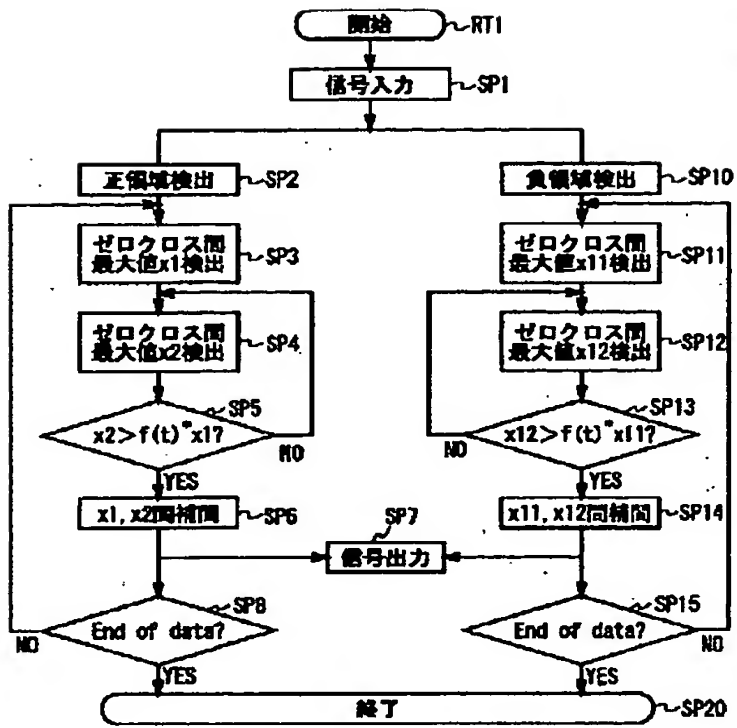 開始
RT1
信号入力
SP1
正領域検出
SP2
負領域検出
SP10
ゼロクロス間
最大値x1検出
SP3
ゼロクロス間
最大値x11検出
SP11
ゼロクロス間
最大値x2検出
SP4
ゼロクロス間
最大値x12検出
SP12
SP5
x2>f(t)*x1?
NO
YES
SP13
x12>f(t)*x11?
NO
YES
x1,x2間補間
SP6
SP7
信号出力
x11,x12間補間
SP14
SP8
End of data?
NO
YES
SP15
End of data?
NO
YES
終了
SP20